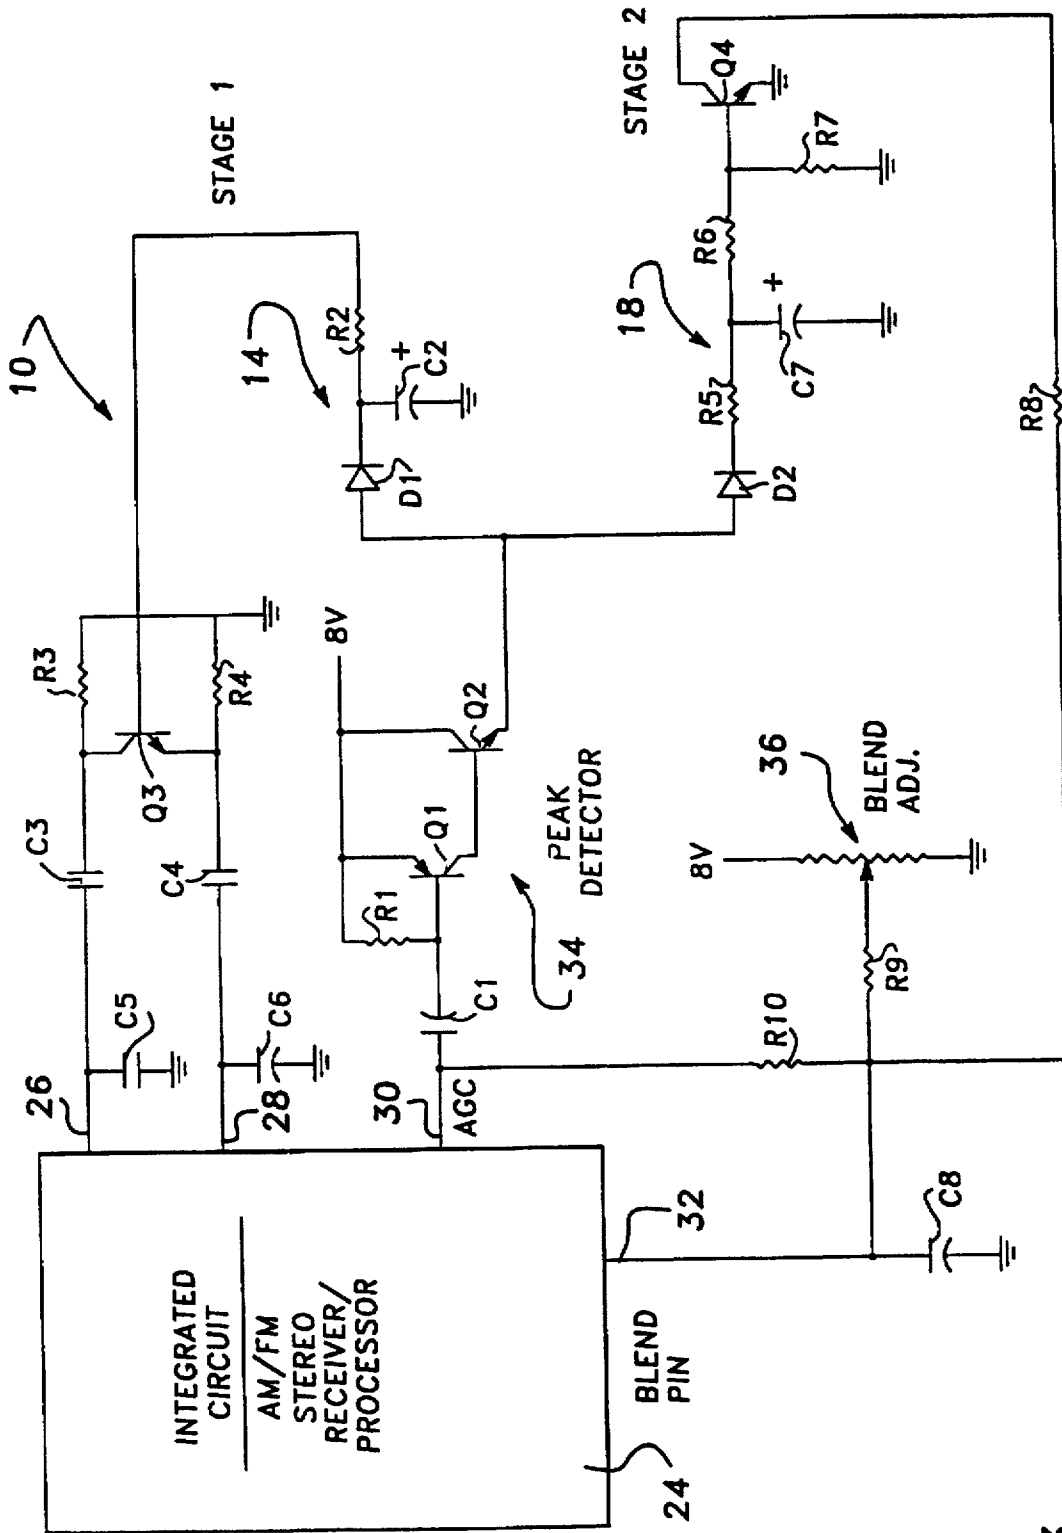 10
STAGE 1
14
R2
C2
+
D1
R3
R4
Q3
C3
C4
C5
C6
26
28
30
AGC
8V
R1
Q1
Q2
C1
34
PEAK
DETECTOR
STAGE 2
Q4
R7
R6
18
C7
+
R5
D2
R8
8V
36
BLEND
ADJ.
R9
R10
C8
32
BLEND
PIN
24
INTEGRATED
CIRCUIT
AM/FM
STEREO
RECEIVER/
PROCESSOR